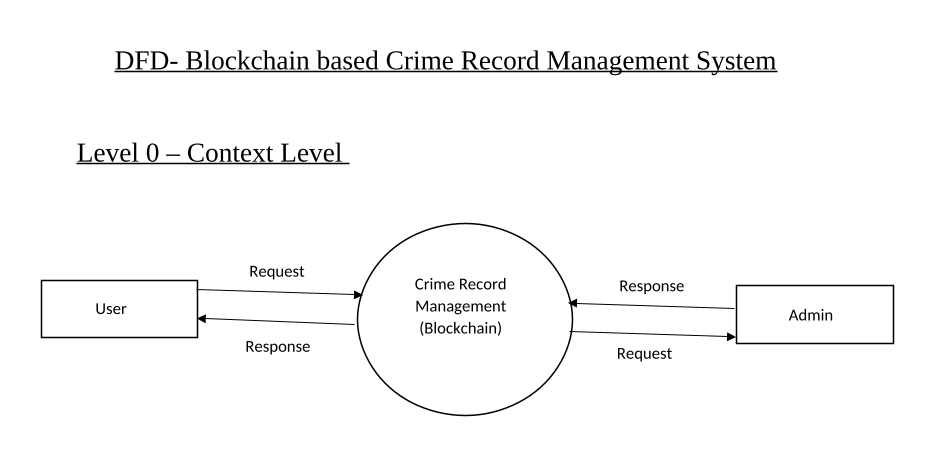 DFD- Blockchain based Crime Record Management System
Level 0 – Context Level
Request
Crime Record
Management
(Blockchain)
Response
User
Admin
Response
Request